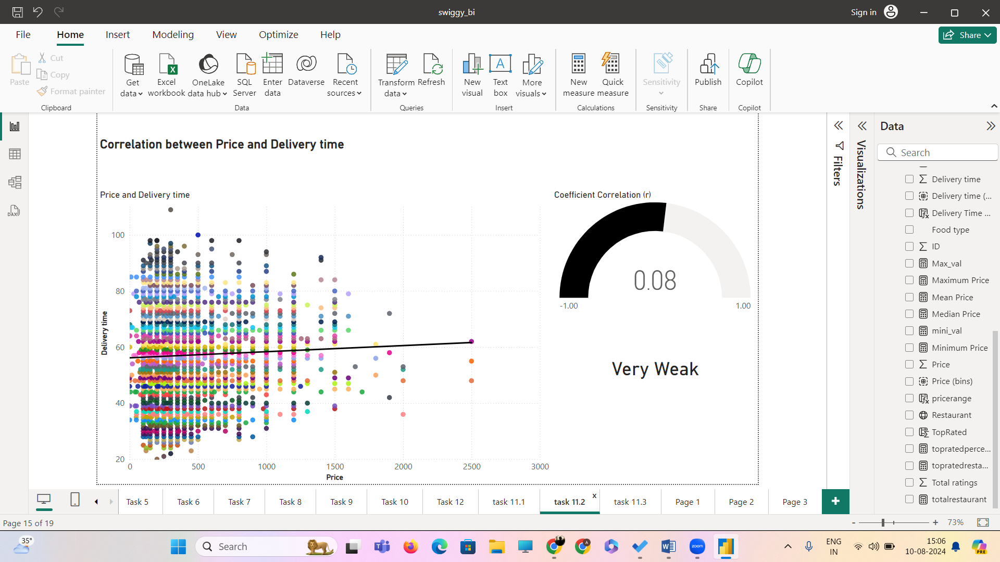 swiggy_bi
Sign in
File Home Insert Modeling View Optimize Help
Share
Paste
Cut
Copy
Format painter
Clipboard
Get data
Excel workbook
OneLake data hub
SQL Server
Enter data
Dataverse
Recent sources
Data
Transform data
Refresh
Queries
New visual
Text box
More visuals
Insert
New measure
Quick measure
Calculations
Sensitivity
Sensitivity
Publish
Share
Copilot
Copilot
DAX
Correlation between Price and Delivery time
Price and Delivery time
100
80
60
40
20
0 500 1000 1500 2000 2500 3000
Delivery time
Price
Coefficient Correlation (r)
0.08
-1.00 1.00
Very Weak
Filters
Visualizations
Data
Search
Delivery time
Delivery time (...
Delivery Time ...
Food type
ID
Max_val
Maximum Price
Mean Price
Median Price
mini_val
Minimum Price
Price
Price (bins)
pricerange
Restaurant
TopRated
topratedperce...
topratedresta...
Total ratings
totalrestaurant
Task 5 Task 6 Task 7 Task 8 Task 9 Task 10 Task 12 task 11.1 task 11.2 x task 11.3 Page 1 Page 2 Page 3 +
Page 15 of 19
- + 73%
35°
Search
zoom
ENG
IN
15:06
10-08-2024
PRE